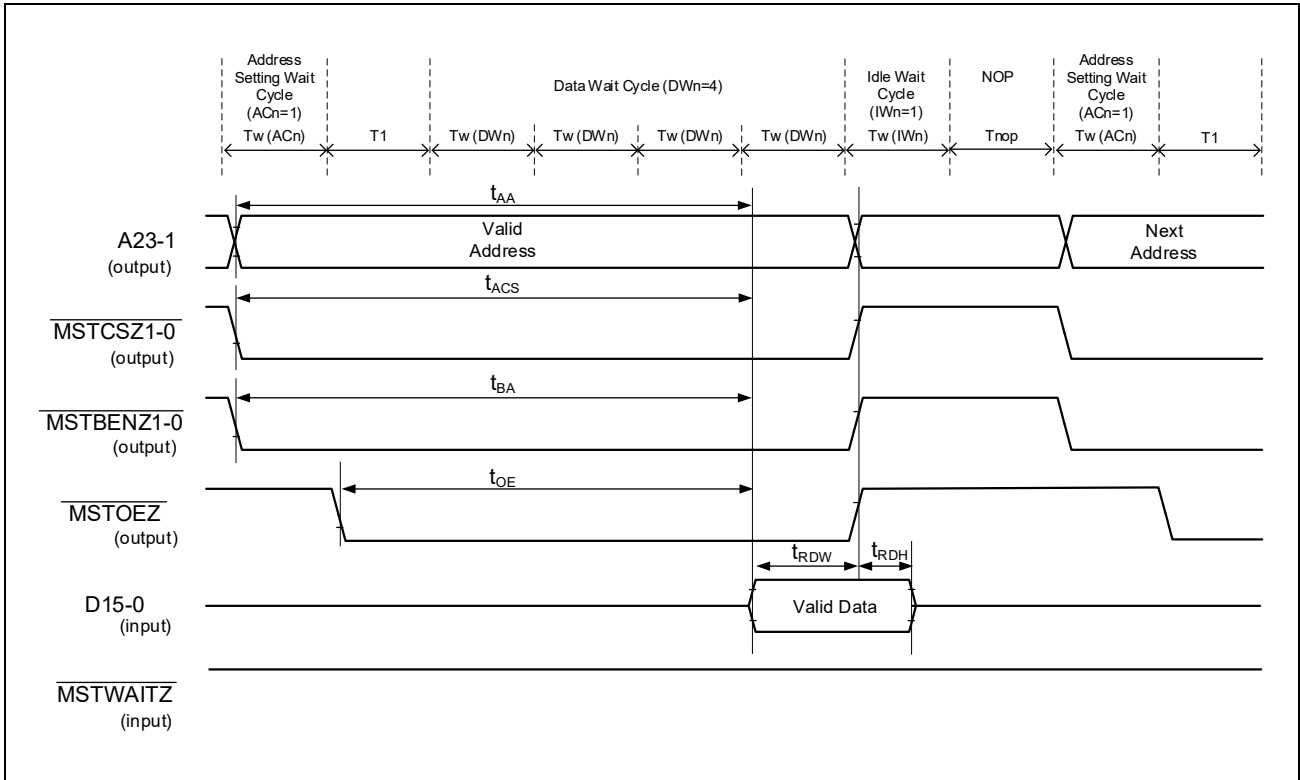 Address
Setting Wait
Cycle
(ACn=1)
Data Wait Cycle (DWn=4)
Idle Wait
Cycle
(IWn=1)
NOP
Address
Setting Wait
Cycle
(ACn=1)
Tw (ACn) T1 Tw (DWn) Tw (DWn) Tw (DWn) Tw (DWn) Tw (IWn) Tnop Tw (ACn) T1
tAA
A23-1
(output)
Valid
Address
Next
Address
tACS
MSTCSZ1-0
(output)
tBA
MSTBENZ1-0
(output)
tOE
MSTOEZ
(output)
tRDW tRDH
D15-0
(input)
Valid Data
MSTWAITZ
(input)